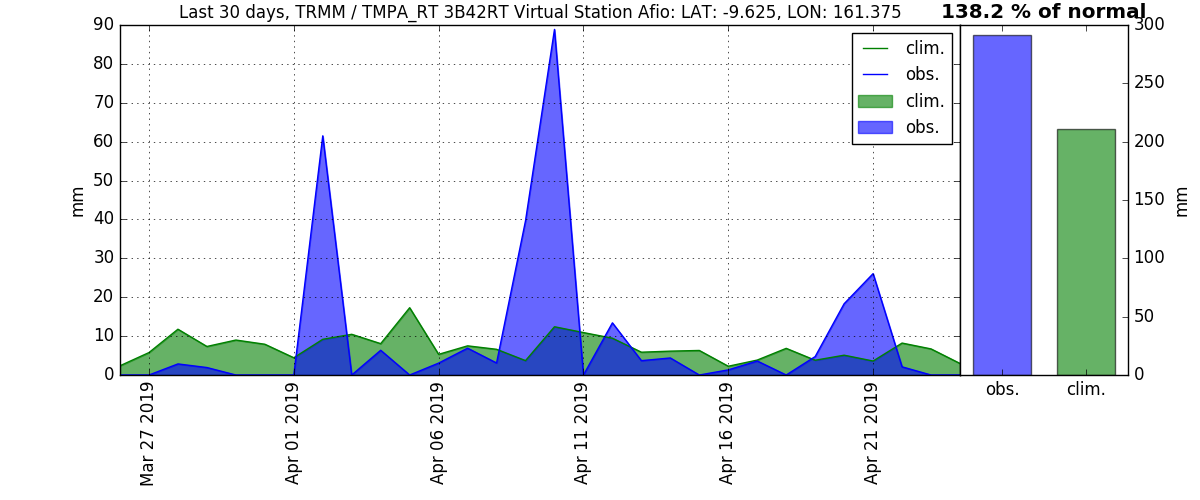 Last 30 days, TRMM / TMPA_RT 3B42RT Virtual Station Afio: LAT: -9.625, LON: 161.375
138.2 % of normal
90
80
70
60
50
40
30
20
10
0
mm
clim.
obs.
clim.
obs.
Mar 27 2019
Apr 01 2019
Apr 06 2019
Apr 11 2019
Apr 16 2019
Apr 21 2019
300
250
200
150
100
50
0
mm
obs.
clim.